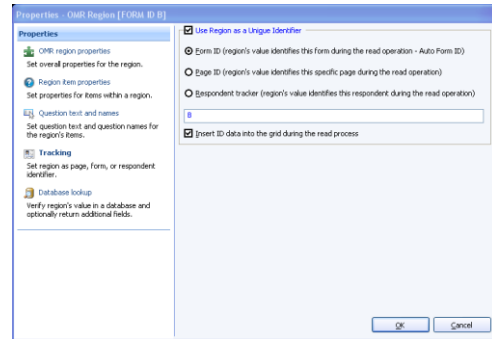 Properties - OMR Region [FORM ID B]
Properties
OMR region properties
Set overall properties for the region.
Region item properties
Set properties for items within a region.
Question text and names
Set question text and question names for
the region's items.
Tracking
Set region as page, form, or respondent
identifier.
Database lookup
Verify region's value in a database and
optionally return additional fields.
Use Region as a Unique Identifier
Form ID (region's value identifies this form during the read operation - Auto Form ID)
Page ID (region's value identifies this specific page during the read operation)
Respondent tracker (region's value identifies this respondent during the read operation)
B
Insert ID data into the grid during the read process
OK
Cancel